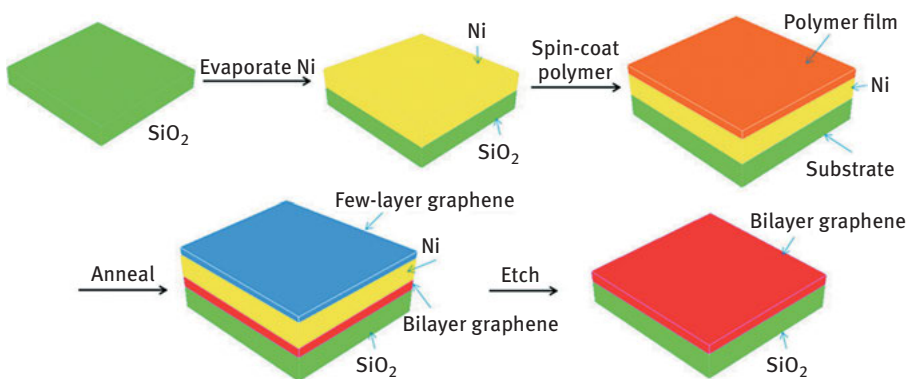 SiO₂
Evaporate Ni
Ni
SiO₂
Spin-coat
polymer
Polymer film
Ni
Substrate
Anneal
Few-layer graphene
Ni
Bilayer graphene
SiO₂
Etch
Bilayer graphene
SiO₂